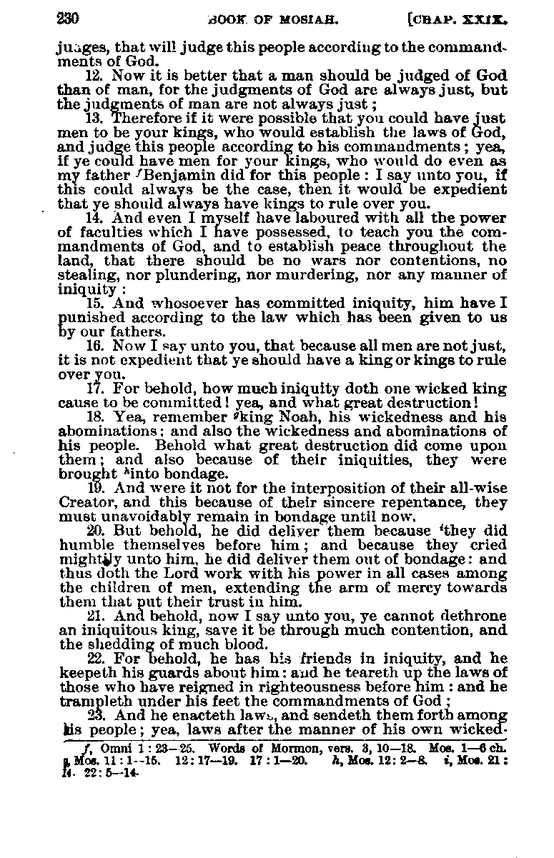 230 BOOK OF MOSIAH. [CHAP. XXIX.
judges, that will judge this people according to the command-
ments of God.
12. Now it is better that a man should be judged of God
than of man, for the judgments of God are always just, but
the judgments of man are not always just ;
13. Therefore if it were possible that you could have just
men to be your kings, who would establish the laws of God,
and judge this people according to his commandments ; yea,
if ye could have men for your kings, who would do even as
my father fBenjamin did for this people : I say unto you, if
this could always be the case, then it would be expedient
that ye should always have kings to rule over you.
14. And even I myself have laboured with all the power
of faculties which I have possessed, to teach you the com-
mandments of God, and to establish peace throughout the
land, that there should be no wars nor contentions, no
stealing, nor plundering, nor murdering, nor any manner of
iniquity :
15. And whosoever has committed iniquity, him have I
punished according to the law which has been given to us
by our fathers.
16. Now I say unto you, that because all men are not just,
it is not expedient that ye should have a king or kings to rule
over you.
17. For behold, how much iniquity doth one wicked king
cause to be committed ! yea, and what great destruction !
18. Yea, remember gking Noah, his wickedness and his
abominations ; and also the wickedness and abominations of
his people. Behold what great destruction did come upon
them ; and also because of their iniquities, they were
brought hinto bondage.
19. And were it not for the interposition of their all-wise
Creator, and this because of their sincere repentance, they
must unavoidably remain in bondage until now.
20. But behold, he did deliver them because ithey did
humble themselves before him ; and because they cried
mightily unto him, he did deliver them out of bondage : and
thus doth the Lord work with his power in all cases among
the children of men, extending the arm of mercy towards
them that put their trust in him.
21. And behold, now I say unto you, ye cannot dethrone
an iniquitous king, save it be through much contention, and
the shedding of much blood.
22. For behold, he has his friends in iniquity, and he
keepeth his guards about him : and he teareth up the laws of
those who have reigned in righteousness before him : and he
trampleth under his feet the commandments of God ;
23. And he enacteth laws, and sendeth them forth among
his people ; yea, laws after the manner of his own wicked-
f, Omni 1 : 23—25. Words of Mormon, vers. 3, 10—18. Mos. 1—6 ch.
g, Mos. 11 : 1--15. 12 : 17—19. 17 : 1—20. h, Mos. 12 : 2—8. i, Mos. 21 :
14. 22 : 5—14.